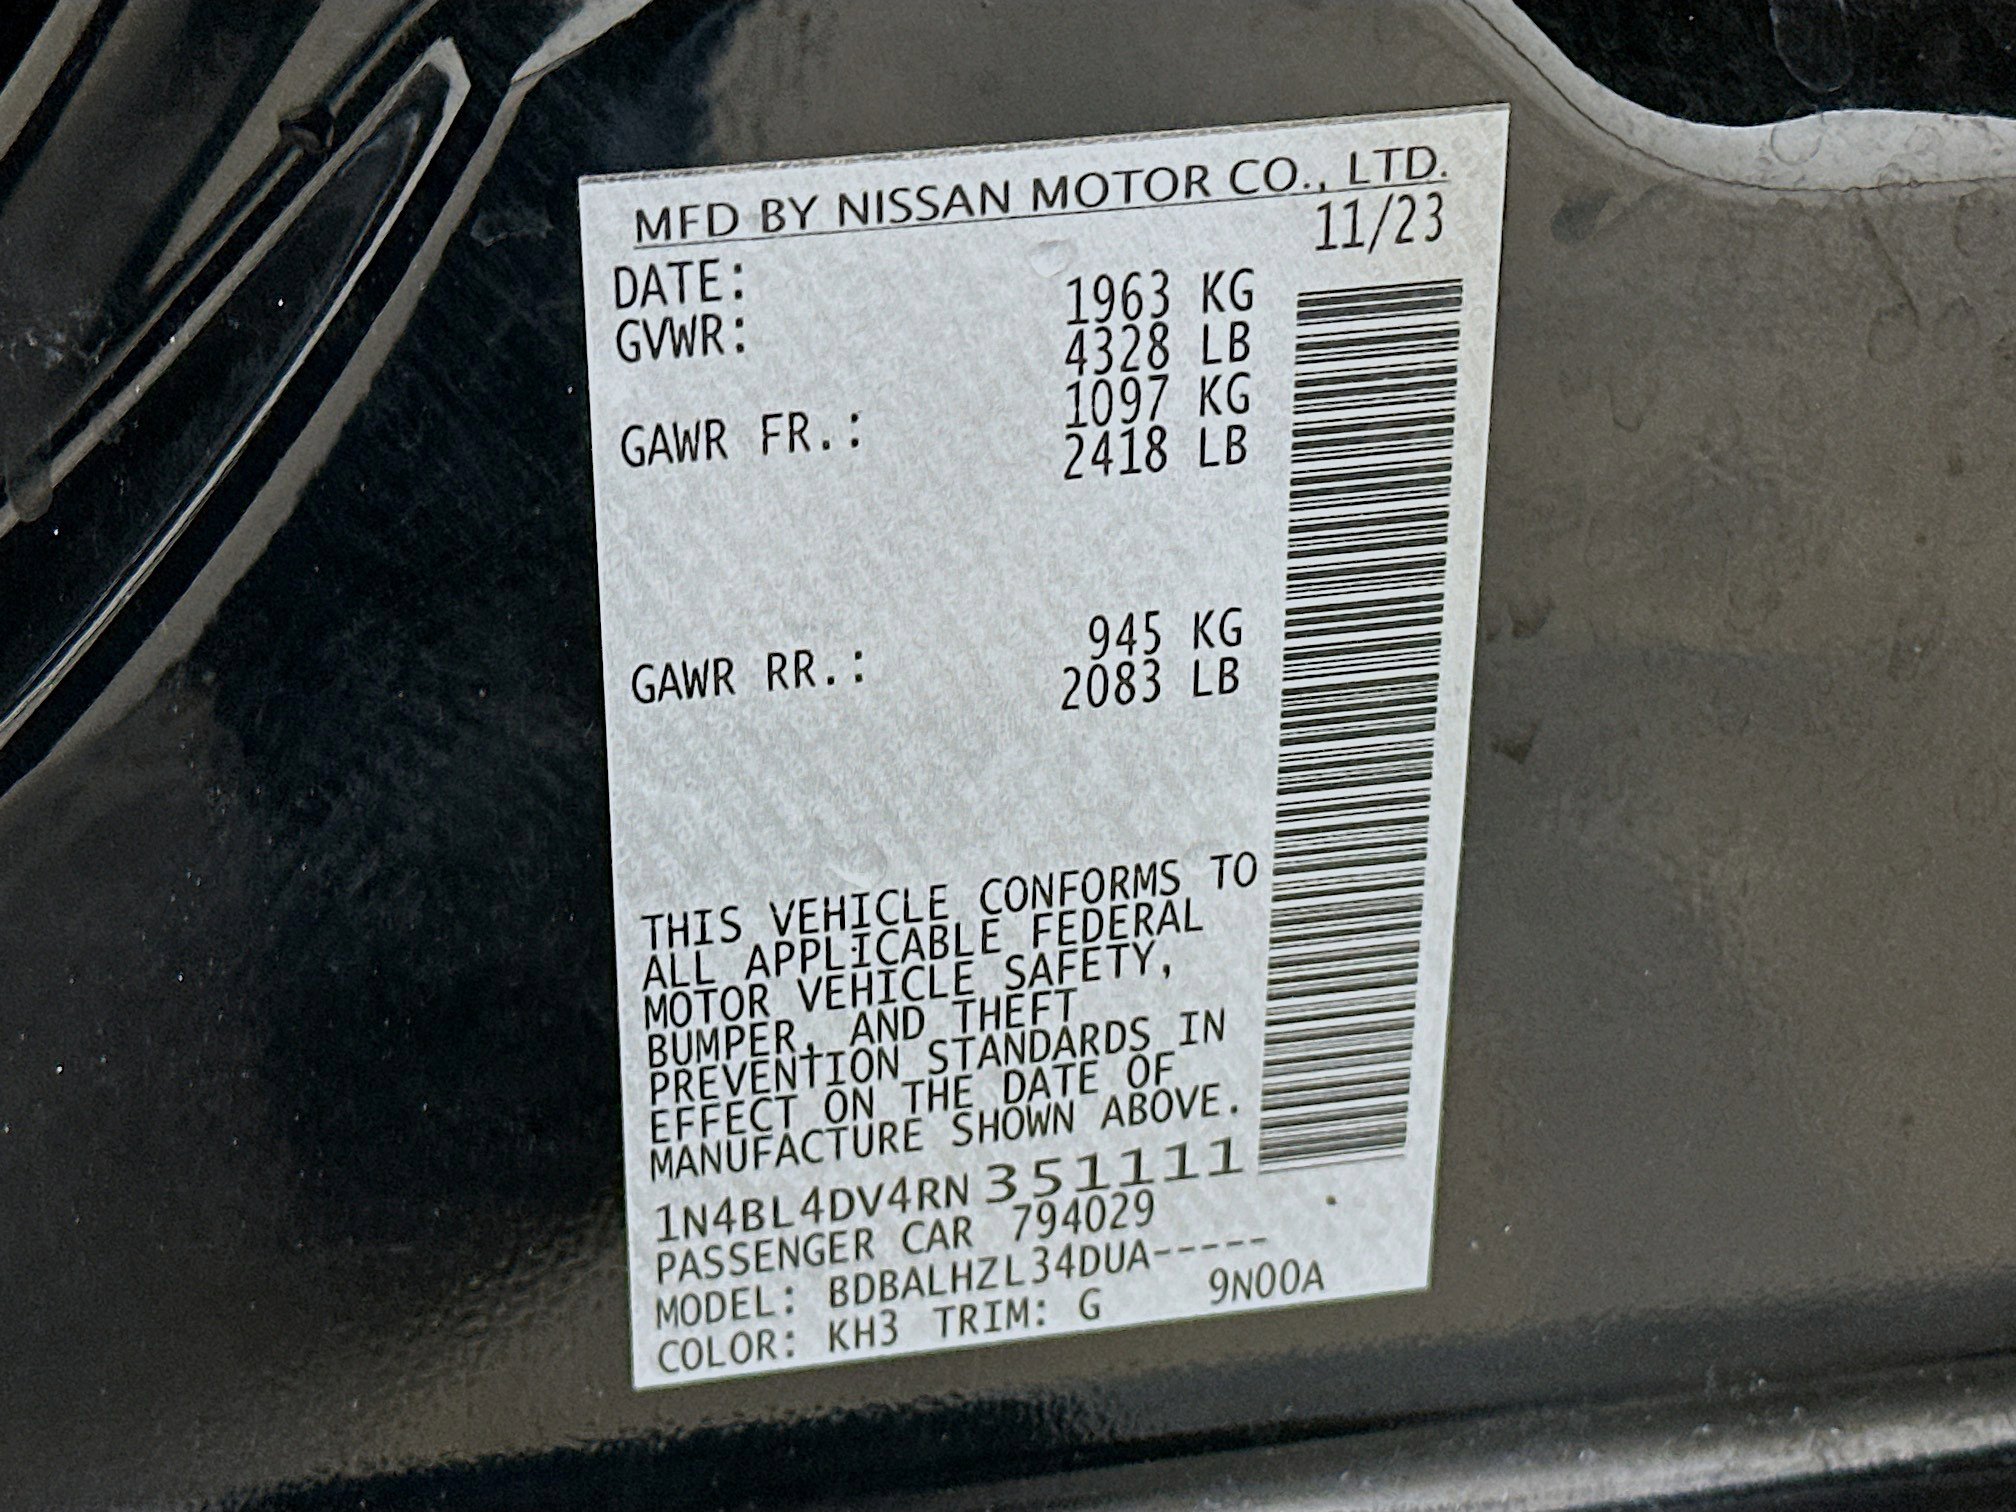 MFD BY NISSAN MOTOR CO., LTD.
DATE: 11/23
GVWR: 1963 KG
4328 LB
GAWR FR.: 1097 KG
2418 LB
GAWR RR.: 945 KG
2083 LB
THIS VEHICLE CONFORMS TO
ALL APPLICABLE FEDERAL
MOTOR VEHICLE SAFETY,
BUMPER, AND THEFT
PREVENTION STANDARDS IN
EFFECT ON THE DATE OF
MANUFACTURE SHOWN ABOVE.
1N4BL4DV4RN351111
PASSENGER CAR 794029
MODEL: BDBALHZL34DUA-----
COLOR: KH3 TRIM: G 9N00A